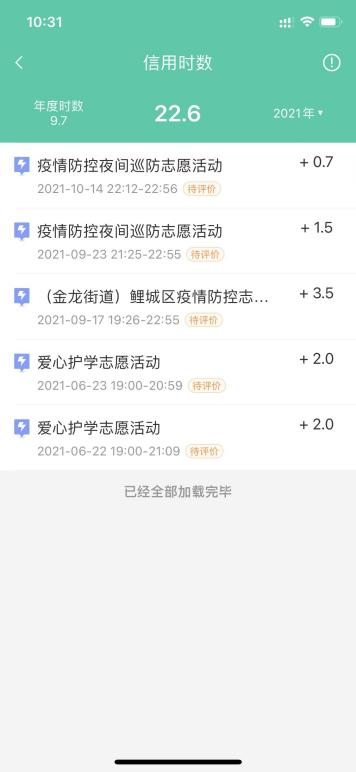 10:31
信用时数
年度时数
9.7
22.6
2021年
疫情防控夜间巡防志愿活动
+ 0.7
2021-10-14 22:12-22:56 待评价
疫情防控夜间巡防志愿活动
+ 1.5
2021-09-23 21:25-22:55 待评价
（金龙街道）鲤城区疫情防控志...
+ 3.5
2021-09-17 19:26-22:55 待评价
爱心护学志愿活动
+ 2.0
2021-06-23 19:00-20:59 待评价
爱心护学志愿活动
+ 2.0
2021-06-22 19:00-21:09 待评价
已经全部加载完毕